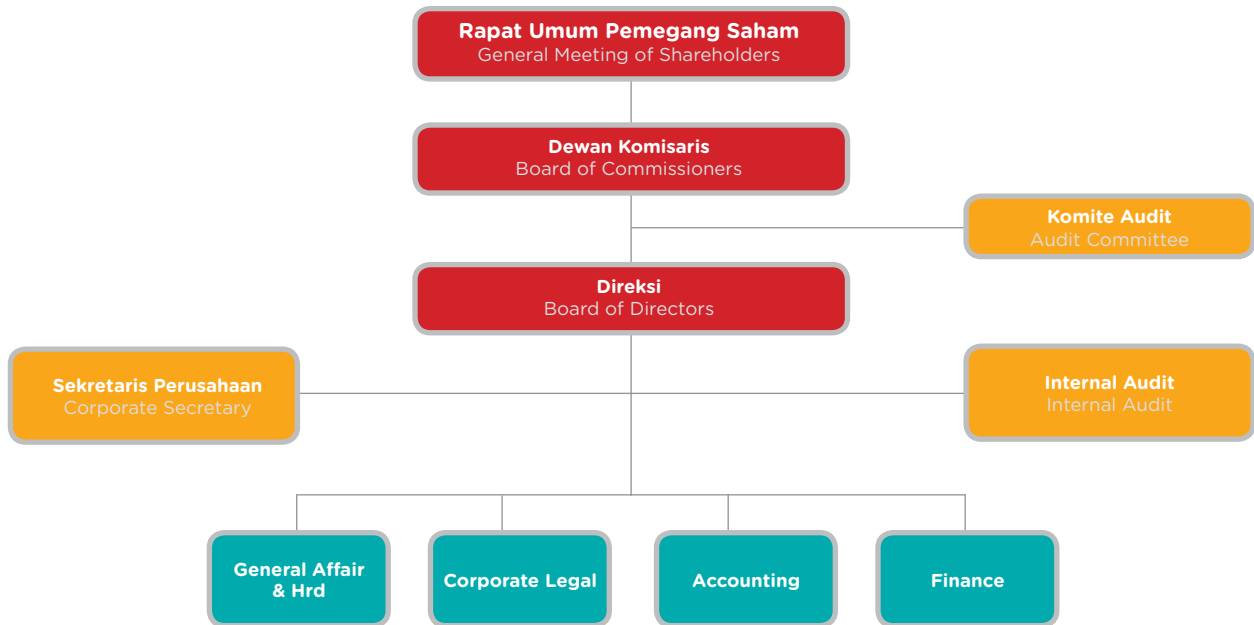 Rapat Umum Pemegang Saham
General Meeting of Shareholders
Dewan Komisaris
Board of Commissioners
Komite Audit
Audit Committee
Direksi
Board of Directors
Sekretaris Perusahaan
Corporate Secretary
Internal Audit
Internal Audit
General Affair
& Hrd
Corporate Legal
Accounting
Finance